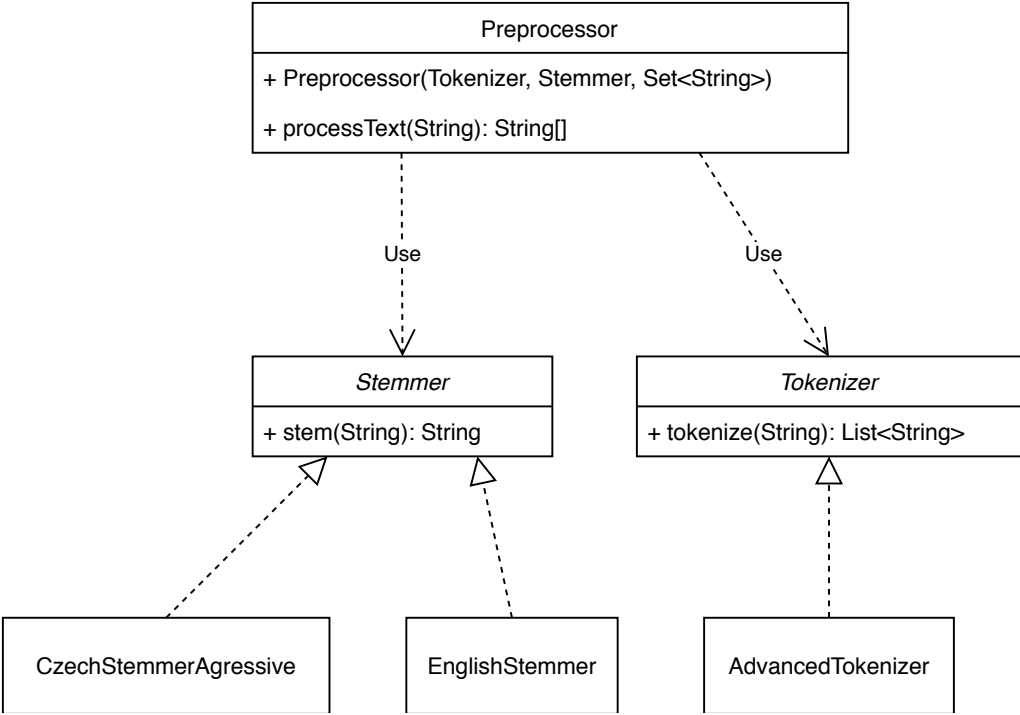 Preprocessor
+ Preprocessor(Tokenizer, Stemmer, Set<String>)
+ processText(String): String[]
Use
Use
Stemmer
+ stem(String): String
Tokenizer
+ tokenize(String): List<String>
CzechStemmerAgressive
EnglishStemmer
AdvancedTokenizer